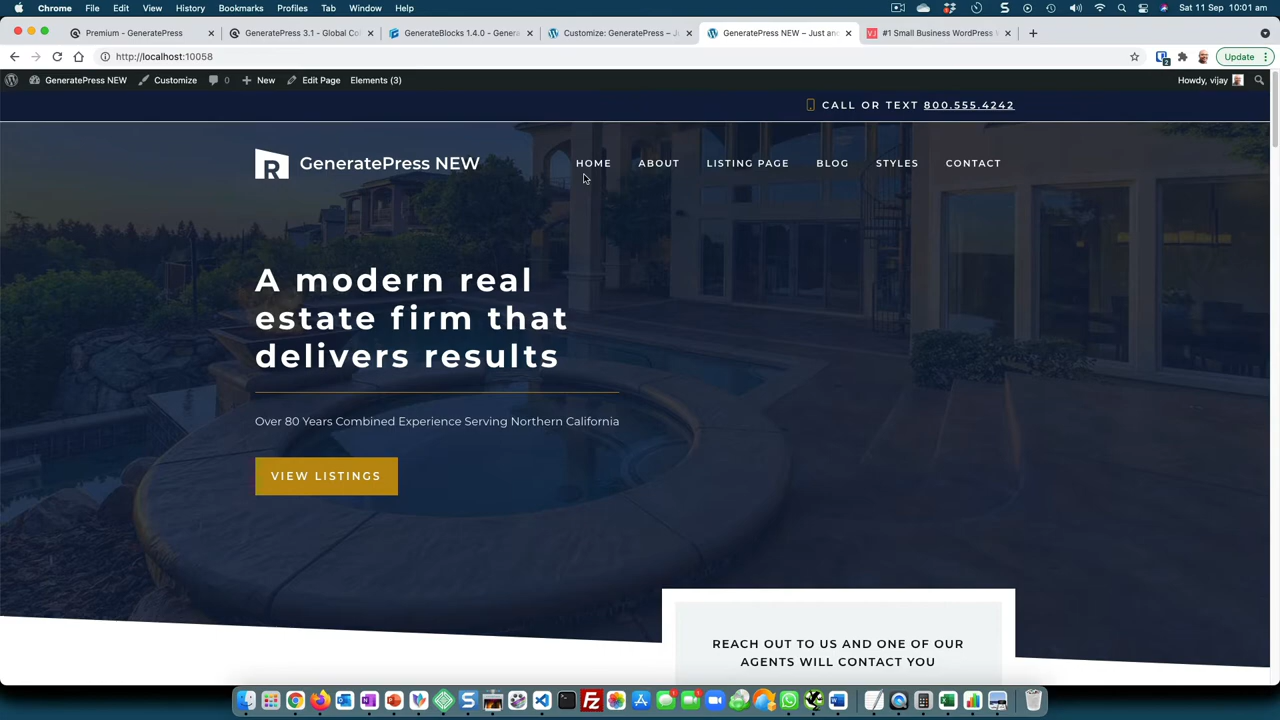 Chrome File Edit View History Bookmarks Profiles Tab Window Help Sat 11 Sep 10:01 am
Premium - GeneratePress GeneratePress 3.1 - Global Co GenerateBlocks 1.4.0 - Genera Customize: GeneratePress – Ju GeneratePress NEW – Just an #1 Small Business WordPress
http://localhost:10058 Update
GeneratePress NEW Customize 0 New Edit Page Elements (3) Howdy, vijay
CALL OR TEXT 800.555.4242
R GeneratePress NEW HOME ABOUT LISTING PAGE BLOG STYLES CONTACT
A modern real
estate firm that
delivers results
Over 80 Years Combined Experience Serving Northern California
VIEW LISTINGS
REACH OUT TO US AND ONE OF OUR
AGENTS WILL CONTACT YOU